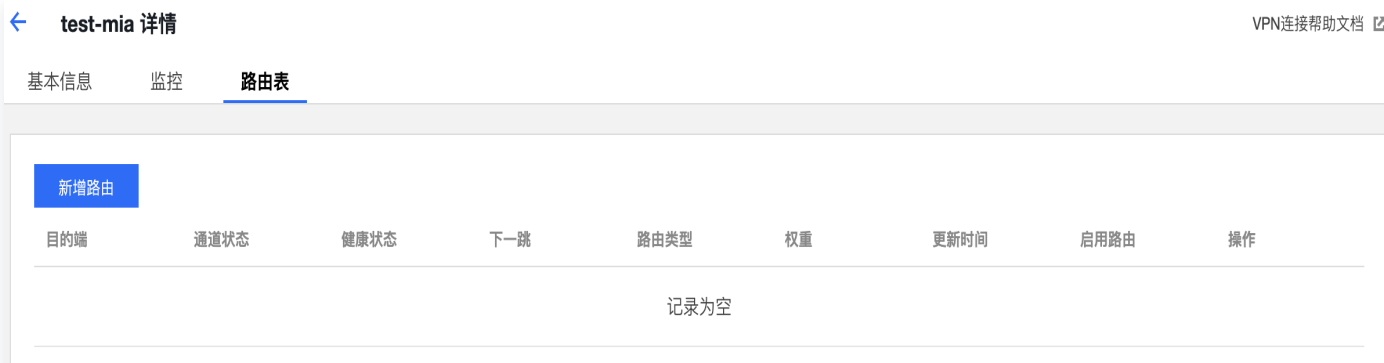 test-mia 详情 VPN连接帮助文档
基本信息 监控 路由表
新增路由
目的端 通道状态 健康状态 下一跳 路由类型 权重 更新时间 启用路由 操作
记录为空